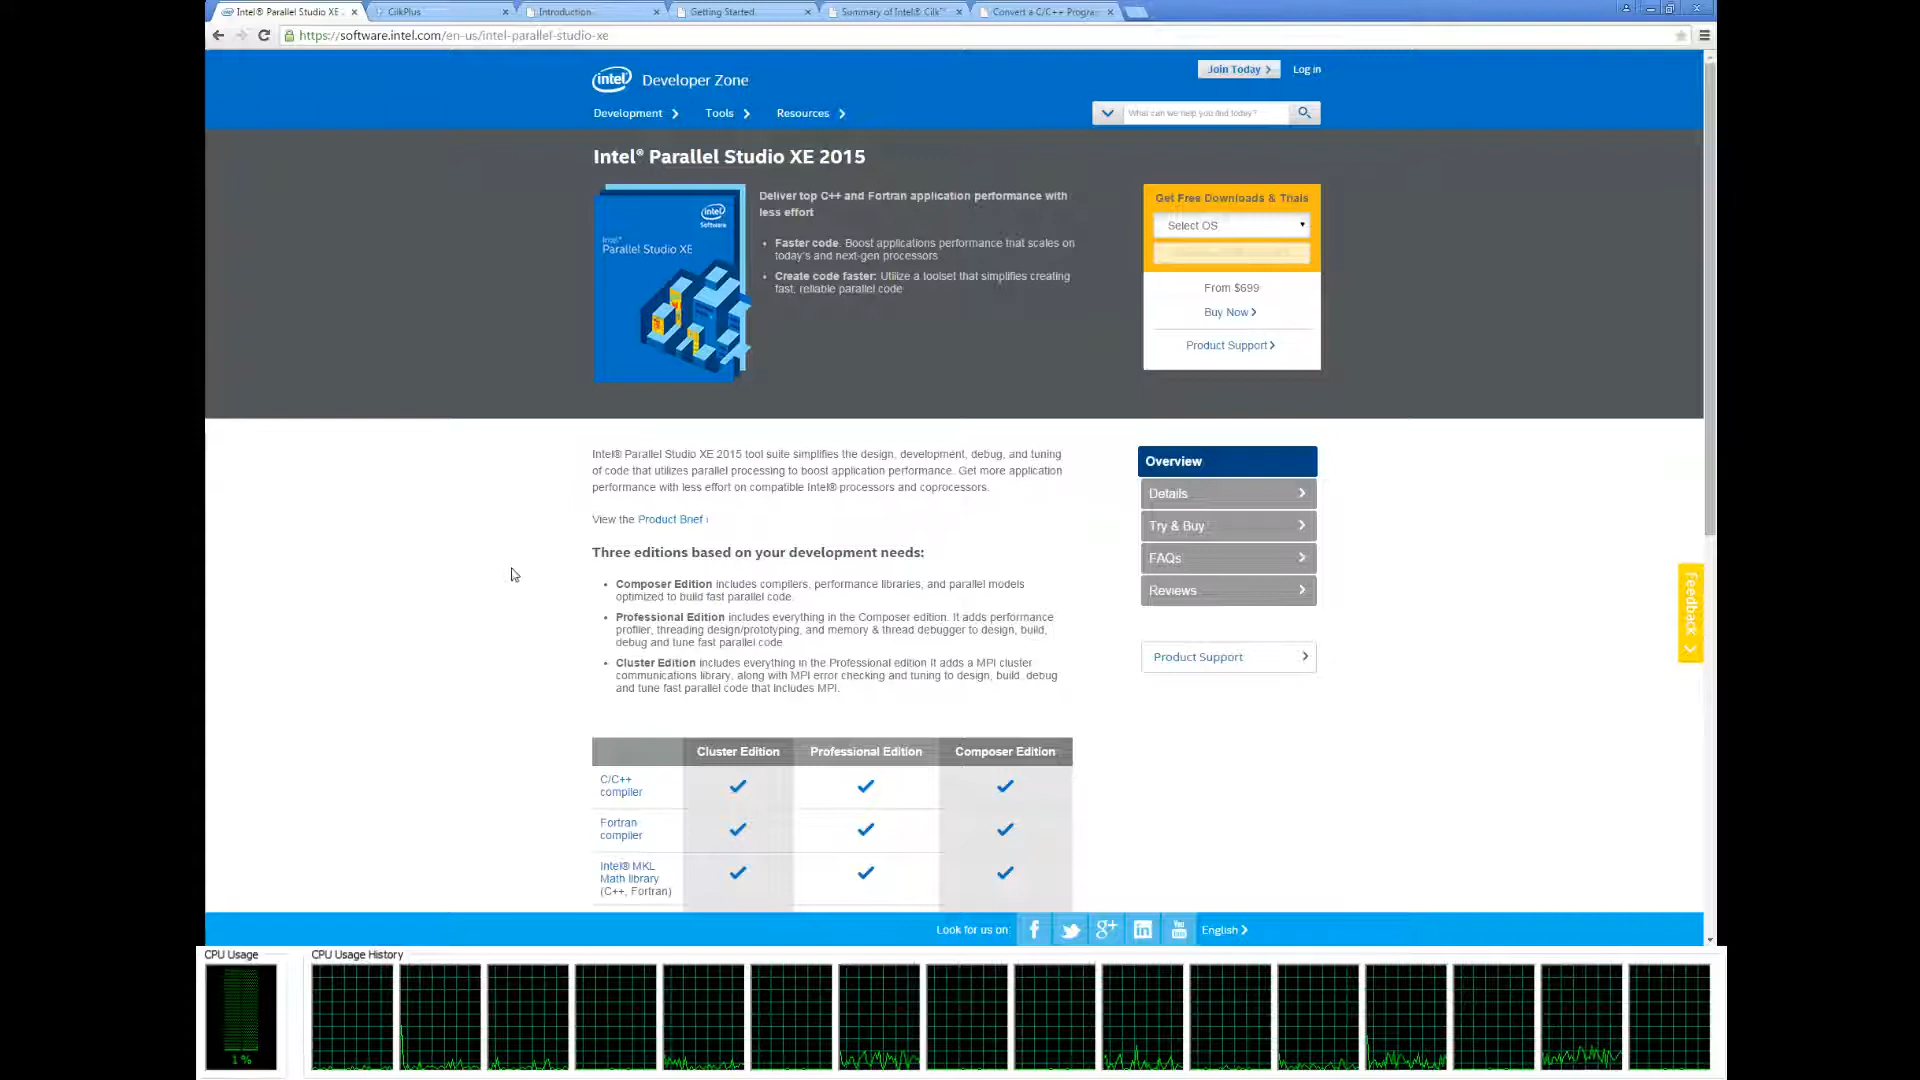 Intel® Parallel Studio XE
CilkPlus
Introduction
Getting Started
Summary of Intel® Cilk™
Convert a C/C++ Progra
https://software.intel.com/en-us/intel-parallel-studio-xe
Join Today
Log in
intel Developer Zone
Development
Tools
Resources
What can we help you find today?
Intel® Parallel Studio XE 2015
intel
Software
Intel®
Parallel Studio XE
Deliver top C++ and Fortran application performance with
less effort
• Faster code. Boost applications performance that scales on
today's and next-gen processors
• Create code faster: Utilize a toolset that simplifies creating
fast, reliable parallel code
Get Free Downloads & Trials
Select OS
From $699
Buy Now
Product Support
Intel® Parallel Studio XE 2015 tool suite simplifies the design, development, debug, and tuning
of code that utilizes parallel processing to boost application performance. Get more application
performance with less effort on compatible Intel® processors and coprocessors.
View the Product Brief ›
Three editions based on your development needs:
• Composer Edition includes compilers, performance libraries, and parallel models
optimized to build fast parallel code.
• Professional Edition includes everything in the Composer edition. It adds performance
profiler, threading design/prototyping, and memory & thread debugger to design, build,
debug and tune fast parallel code.
• Cluster Edition includes everything in the Professional edition It adds a MPI cluster
communications library, along with MPI error checking and tuning to design, build, debug
and tune fast parallel code that includes MPI.
Overview
Details
Try & Buy
FAQs
Reviews
Product Support
Feedback
Cluster Edition
Professional Edition
Composer Edition
C/C++
compiler
Fortran
compiler
Intel® MKL
Math library
(C++, Fortran)
Look for us on:
f
g+
in
You
English
CPU Usage
CPU Usage History
1 %